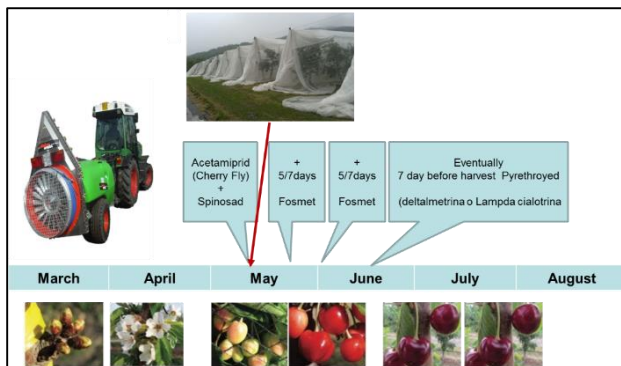 Acetamiprid
(Cherry Fly)
+
Spinosad
+
5/7days
Fosmet
+
5/7days
Fosmet
Eventually
7 day before harvest Pyrethroyed
(deltalmetrina o Lampda cialotrina
March April May June July August